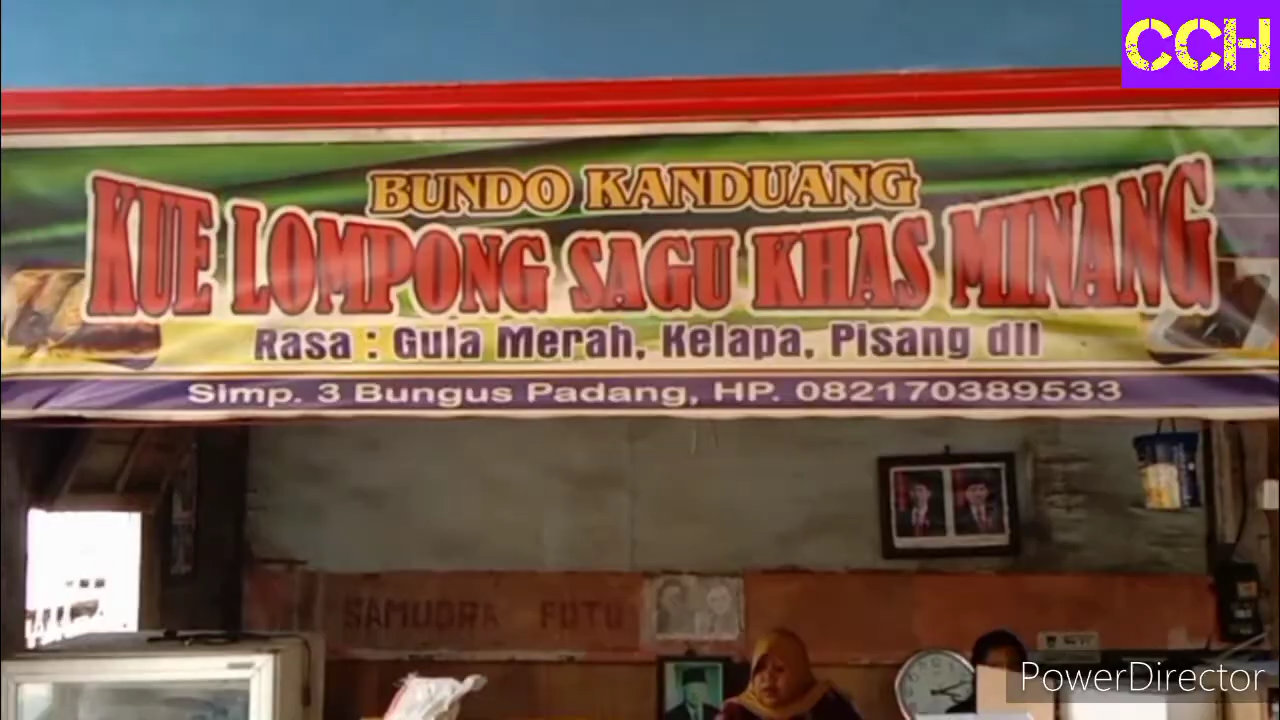 CCH
BUNDO KANDUANG
KUE LOMPONG SAGU KHAS MINANG
Rasa : Gula Merah, Kelapa, Pisang dll
Simp. 3 Bungus Padang, HP. 082170389533
SAMUDRA FUTU
PowerDirector